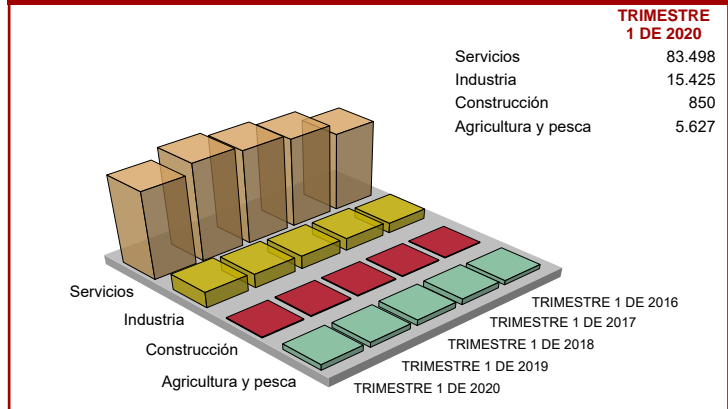 TRIMESTRE
1 DE 2020
Servicios 83.498
Industria 15.425
Construcción 850
Agricultura y pesca 5.627
Servicios
Industria
Construcción
Agricultura y pesca
TRIMESTRE 1 DE 2016
TRIMESTRE 1 DE 2017
TRIMESTRE 1 DE 2018
TRIMESTRE 1 DE 2019
TRIMESTRE 1 DE 2020